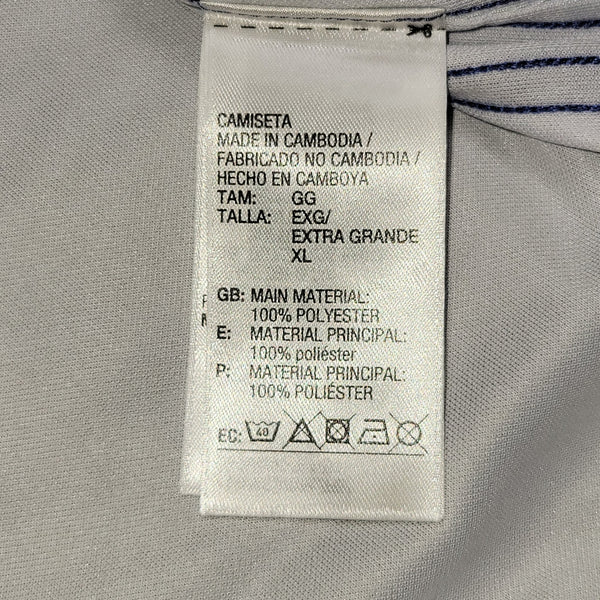 CAMISETA
MADE IN CAMBODIA /
FABRICADO NO CAMBODIA /
HECHO EN CAMBOYA
TAM: GG
TALLA: EXG/
EXTRA GRANDE
XL
GB: MAIN MATERIAL:
100% POLYESTER
E: MATERIAL PRINCIPAL:
100% poliéster
P: MATERIAL PRINCIPAL:
100% POLIÉSTER
EC: 40